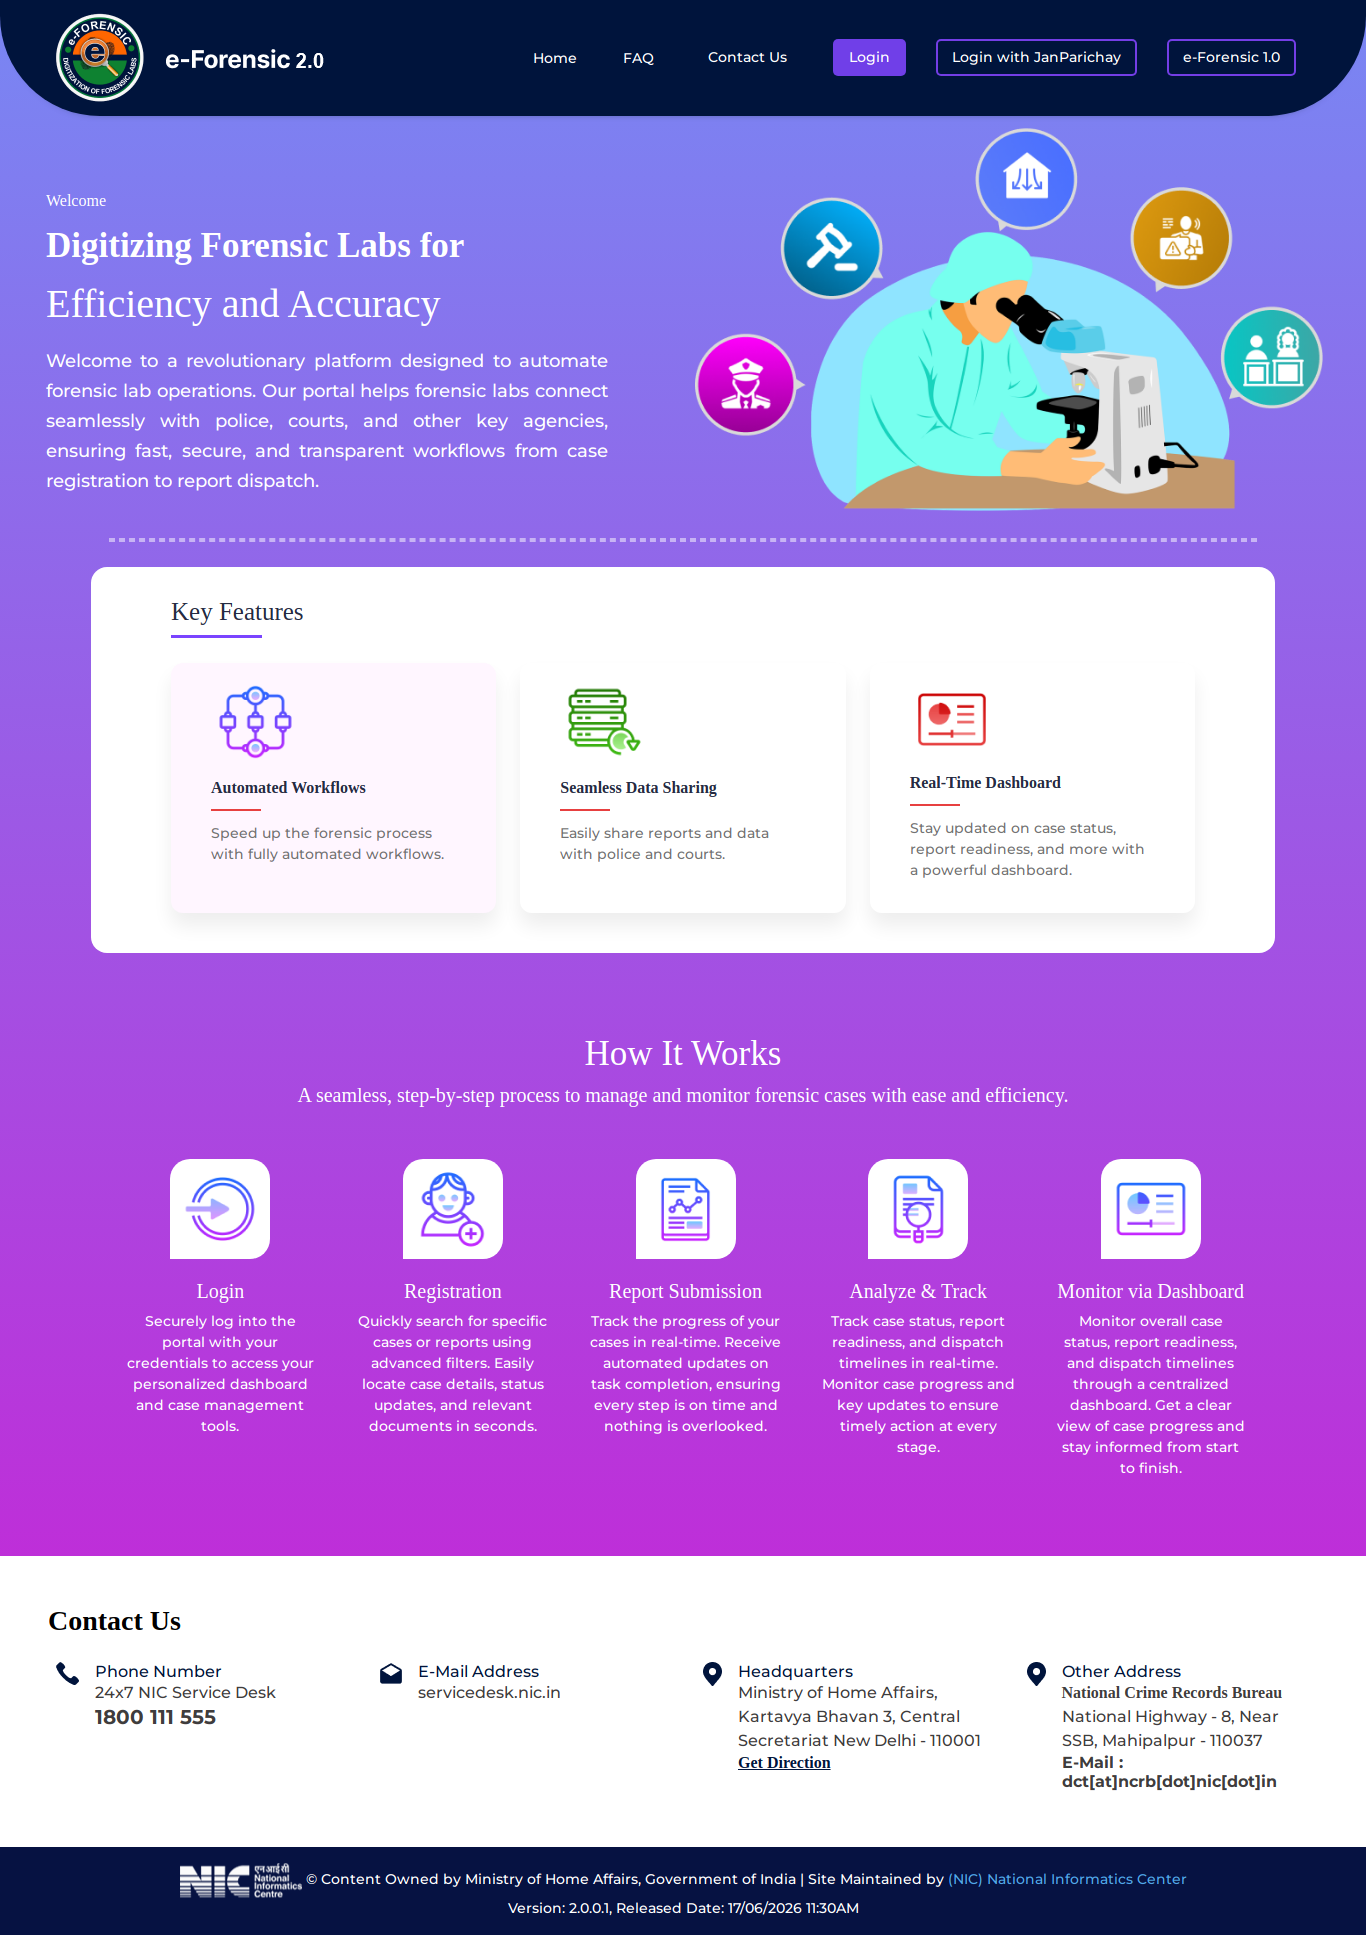 e-FORENSIC
DIGITIZATION OF FORENSIC LABS
e
e-Forensic 2.0
Home
FAQ
Contact Us
Login
Login with JanParichay
e-Forensic 1.0
Welcome
Digitizing Forensic Labs for
Efficiency and Accuracy
Welcome to a revolutionary platform designed to automate
forensic lab operations. Our portal helps forensic labs connect
seamlessly with police, courts, and other key agencies,
ensuring fast, secure, and transparent workflows from case
registration to report dispatch.
Key Features
Automated Workflows
Speed up the forensic process
with fully automated workflows.
Seamless Data Sharing
Easily share reports and data
with police and courts.
Real-Time Dashboard
Stay updated on case status,
report readiness, and more with
a powerful dashboard.
How It Works
A seamless, step-by-step process to manage and monitor forensic cases with ease and efficiency.
Login
Securely log into the
portal with your
credentials to access your
personalized dashboard
and case management
tools.
Registration
Quickly search for specific
cases or reports using
advanced filters. Easily
locate case details, status
updates, and relevant
documents in seconds.
Report Submission
Track the progress of your
cases in real-time. Receive
automated updates on
task completion, ensuring
every step is on time and
nothing is overlooked.
Analyze & Track
Track case status, report
readiness, and dispatch
timelines in real-time.
Monitor case progress and
key updates to ensure
timely action at every
stage.
Monitor via Dashboard
Monitor overall case
status, report readiness,
and dispatch timelines
through a centralized
dashboard. Get a clear
view of case progress and
stay informed from start
to finish.
Contact Us
Phone Number
24x7 NIC Service Desk
1800 111 555
E-Mail Address
servicedesk.nic.in
Headquarters
Ministry of Home Affairs,
Kartavya Bhavan 3, Central
Secretariat New Delhi - 110001
Get Direction
Other Address
National Crime Records Bureau
National Highway - 8, Near
SSB, Mahipalpur - 110037
E-Mail :
dct[at]ncrb[dot]nic[dot]in
NIC
एन आई सी
National
Informatics
Centre
© Content Owned by Ministry of Home Affairs, Government of India | Site Maintained by (NIC) National Informatics Center
Version: 2.0.0.1, Released Date: 17/06/2026 11:30AM